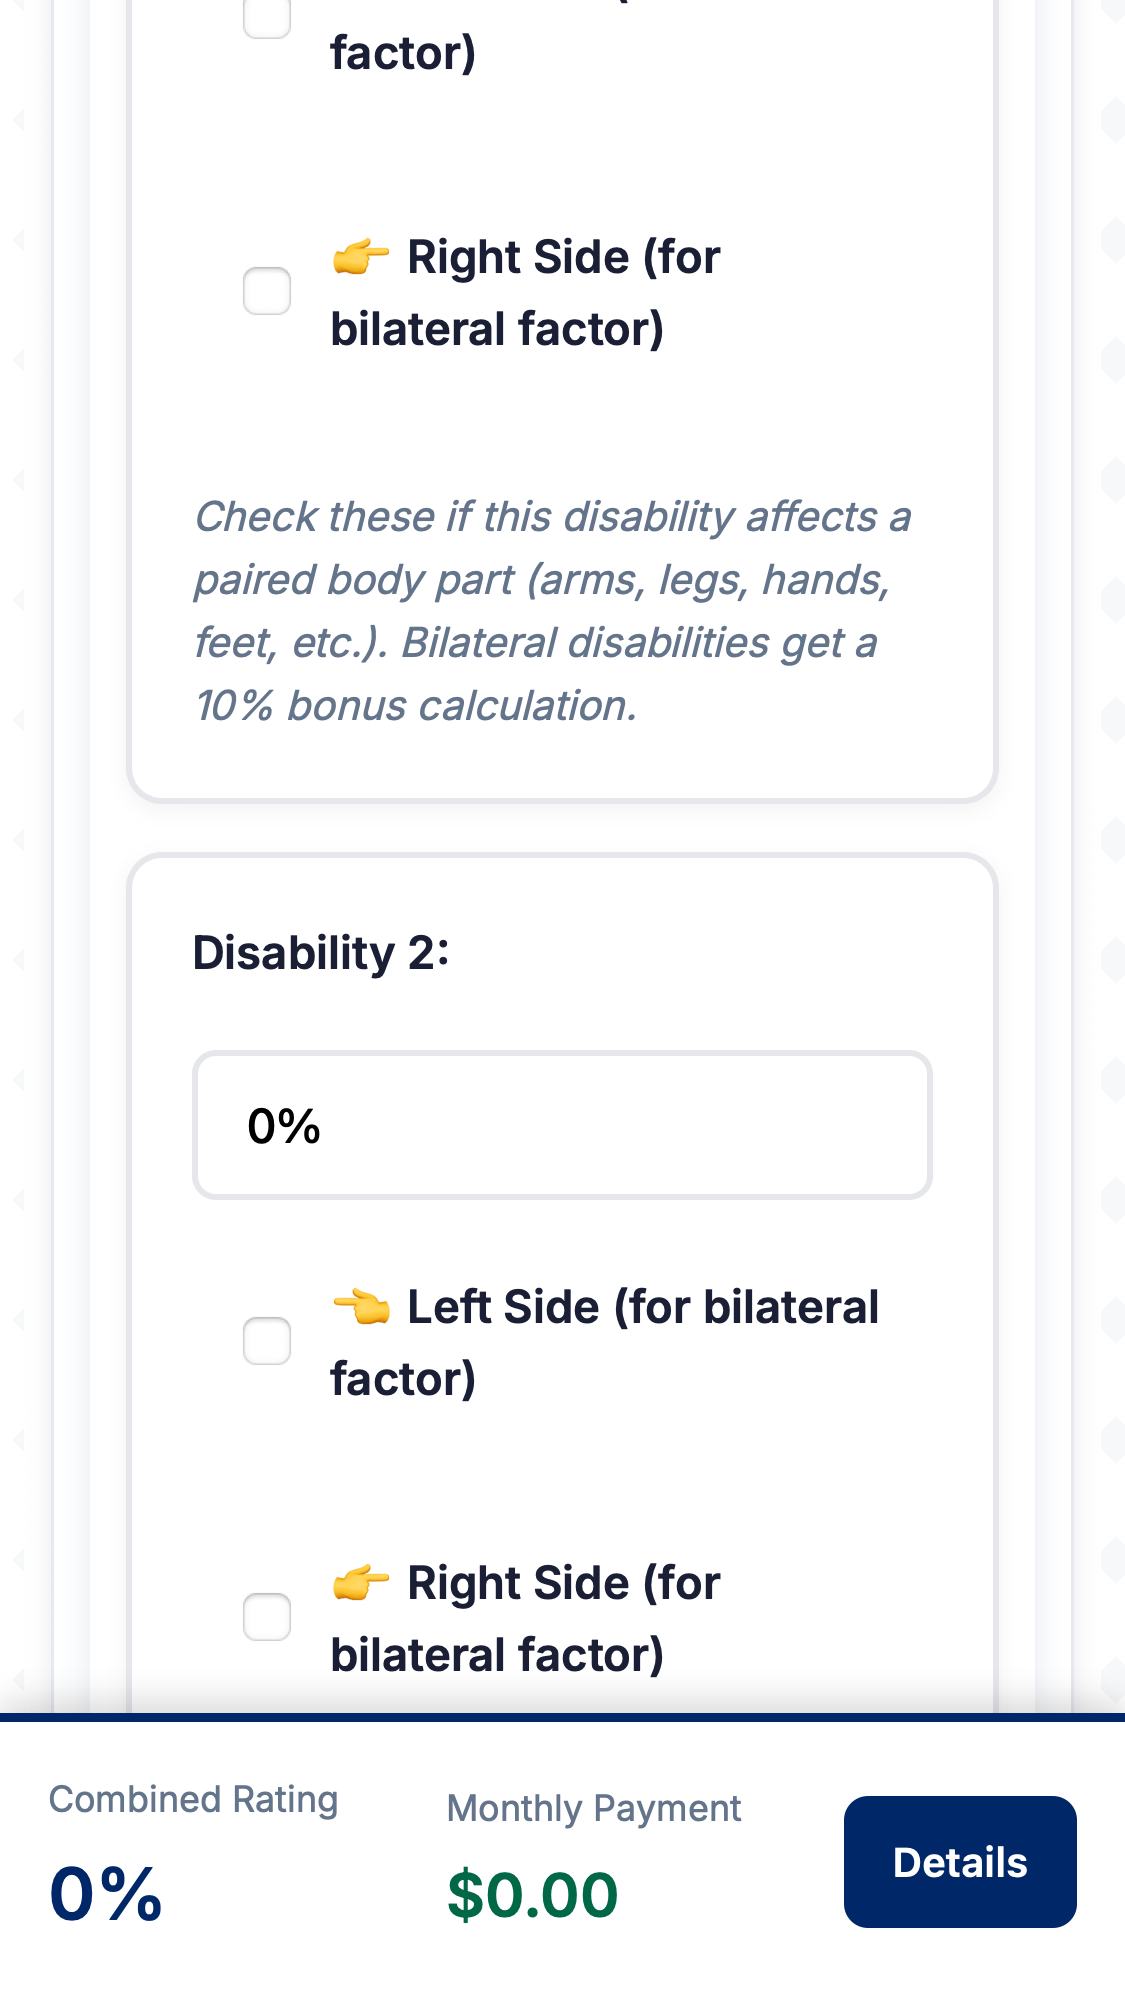 factor)
👉 Right Side (for
bilateral factor)
Check these if this disability affects a
paired body part (arms, legs, hands,
feet, etc.). Bilateral disabilities get a
10% bonus calculation.
Disability 2:
0%
👈 Left Side (for bilateral
factor)
👉 Right Side (for
bilateral factor)
Combined Rating
0%
Monthly Payment
$0.00
Details